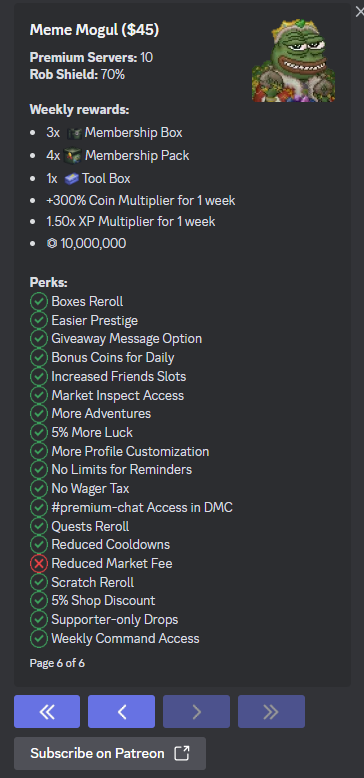 Meme Mogul ($45)
Premium Servers: 10
Rob Shield: 70%
Weekly rewards:
• 3x Membership Box
• 4x Membership Pack
• 1x Tool Box
• +300% Coin Multiplier for 1 week
• 1.50x XP Multiplier for 1 week
• 10,000,000
Perks:
Boxes Reroll
Easier Prestige
Giveaway Message Option
Bonus Coins for Daily
Increased Friends Slots
Market Inspect Access
More Adventures
5% More Luck
More Profile Customization
No Limits for Reminders
No Wager Tax
#premium-chat Access in DMC
Quests Reroll
Reduced Cooldowns
Reduced Market Fee
Scratch Reroll
5% Shop Discount
Supporter-only Drops
Weekly Command Access
Page 6 of 6
Subscribe on Patreon